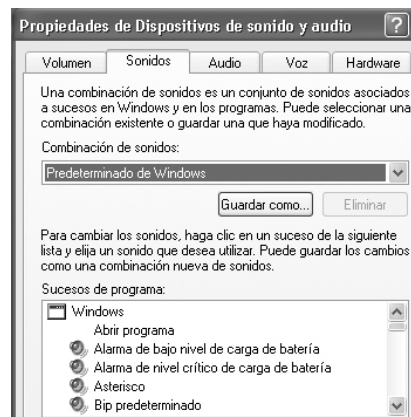 Propiedades de Dispositivos de sonido y audio ?
Volumen Sonidos Audio Voz Hardware
Una combinación de sonidos es un conjunto de sonidos asociados
a sucesos en Windows y en los programas. Puede seleccionar una
combinación existente o guardar una que haya modificado.
Combinación de sonidos:
Predeterminado de Windows
Guardar como... Eliminar
Para cambiar los sonidos, haga clic en un suceso de la siguiente
lista y elija un sonido que desea utilizar. Puede guardar los cambios
como una combinación nueva de sonidos.
Sucesos de programa:
Windows
Abrir programa
Alarma de bajo nivel de carga de batería
Alarma de nivel crítico de carga de batería
Asterisco
Bip predeterminado